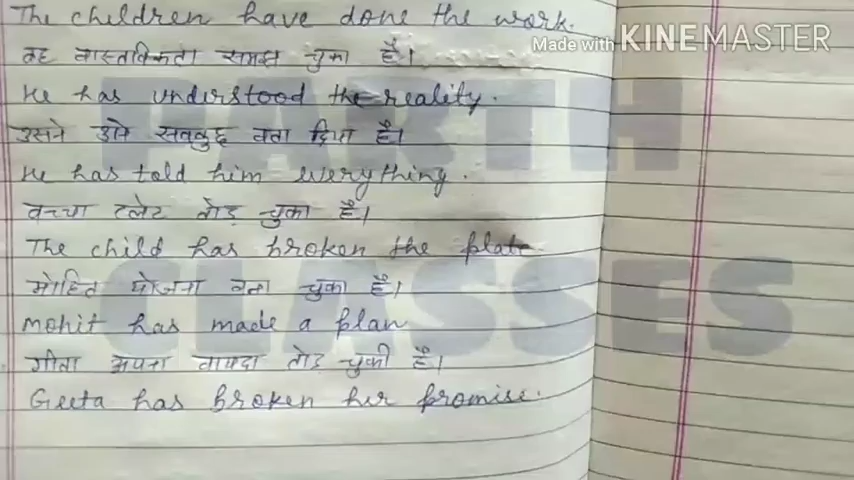 The children have done the work.
Made with KINEMASTER
वह वास्तविकता समझ चुका है।
He has understood the reality.
उसने उसे सबकुछ बता दिया है।
He has told him everything.
बच्चा प्लेट तोड़ चुका है।
The child has broken the plate
मोहित योजना बना चुका है।
Mohit has made a plan
गीता अपना वायदा तोड़ चुकी है।
Geeta has broken her promise.
PARTH
CLASSES